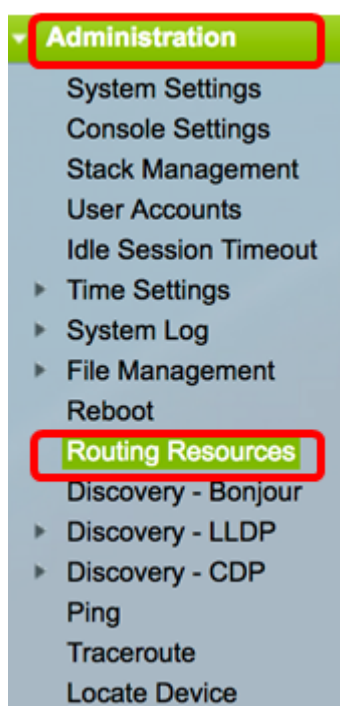 Administration
System Settings
Console Settings
Stack Management
User Accounts
Idle Session Timeout
Time Settings
System Log
File Management
Reboot
Routing Resources
Discovery - Bonjour
Discovery - LLDP
Discovery - CDP
Ping
Traceroute
Locate Device